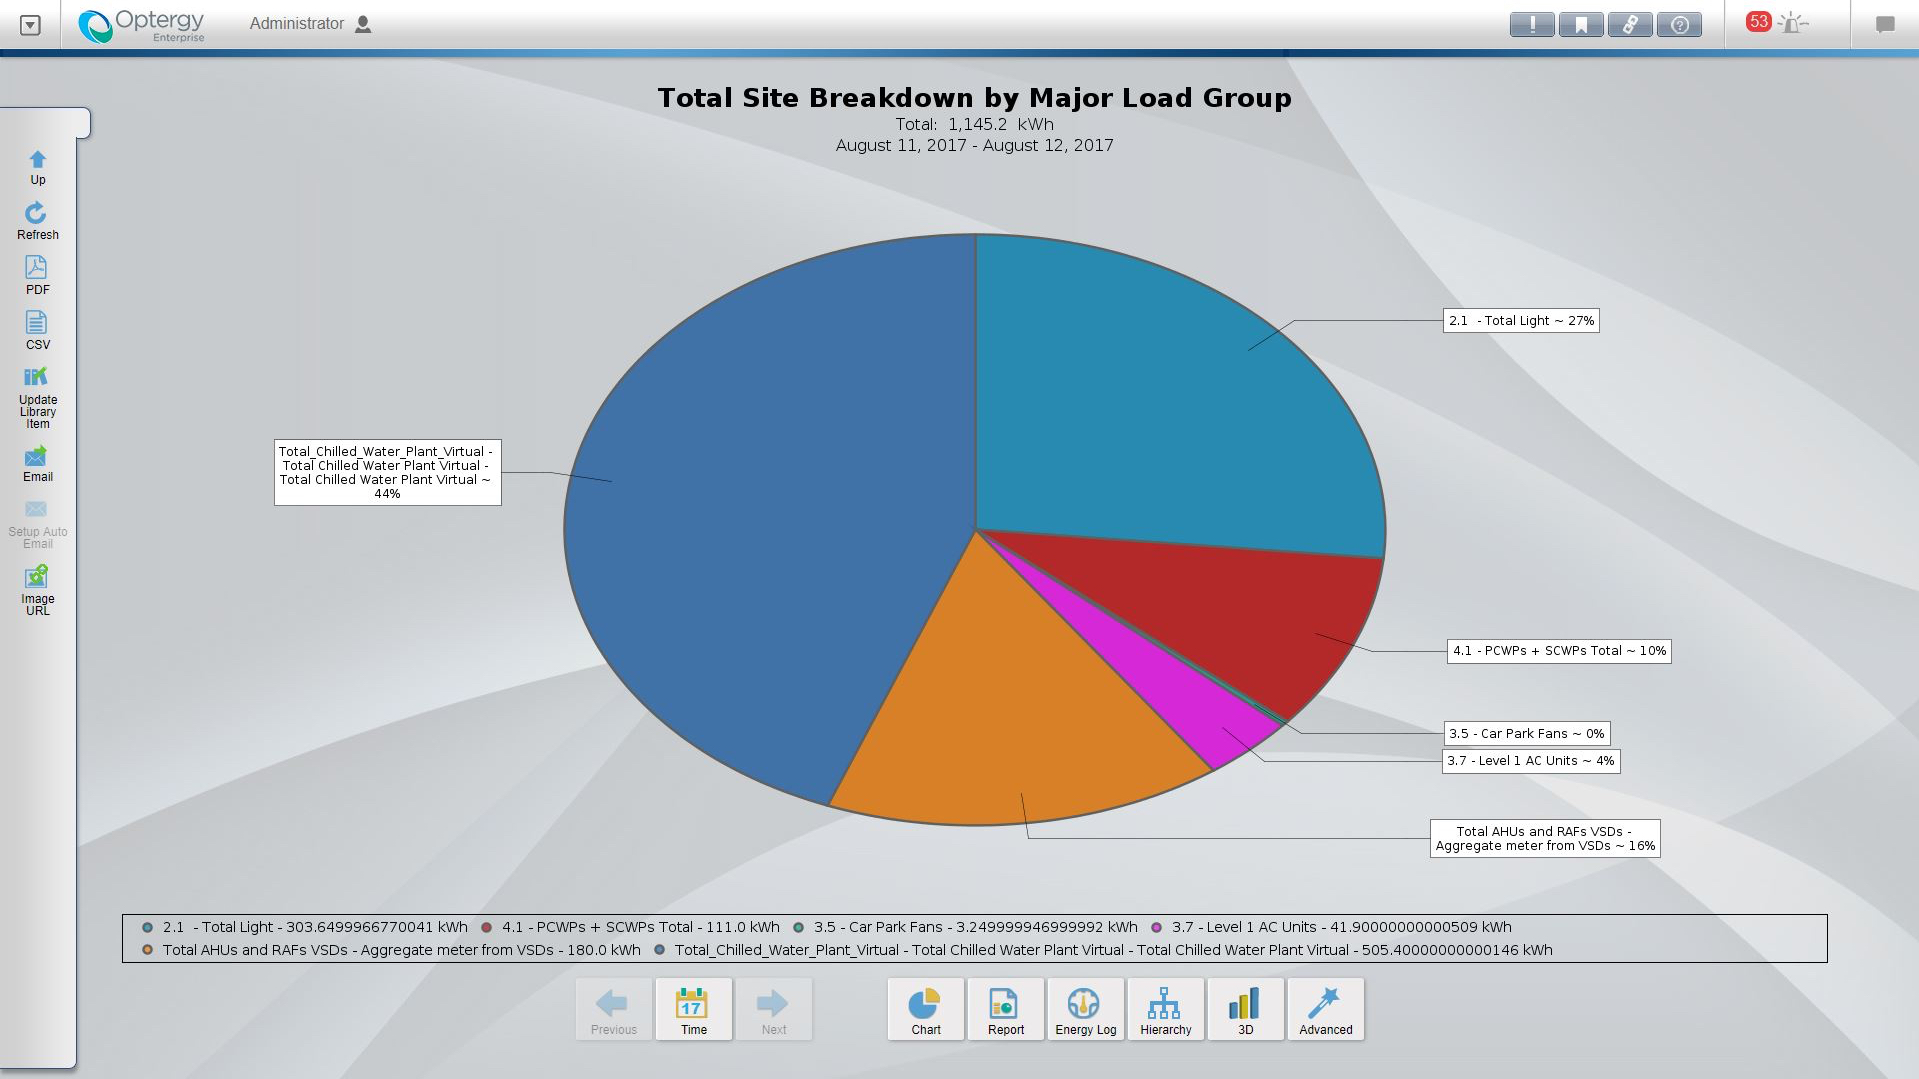 Optergy
Enterprise
Administrator
53
Total Site Breakdown by Major Load Group
Total: 1,145.2 kWh
August 11, 2017 - August 12, 2017
Up
Refresh
PDF
CSV
Update
Library
Item
Email
Setup Auto
Email
Image
URL
2.1 - Total Light ~ 27%
Total_Chilled_Water_Plant_Virtual -
Total Chilled Water Plant Virtual -
Total Chilled Water Plant Virtual ~
44%
4.1 - PCWPs + SCWPs Total ~ 10%
3.5 - Car Park Fans ~ 0%
3.7 - Level 1 AC Units ~ 4%
Total AHUs and RAFs VSDs -
Aggregate meter from VSDs ~ 16%
2.1 - Total Light - 303.6499966770041 kWh 4.1 - PCWPs + SCWPs Total - 111.0 kWh 3.5 - Car Park Fans - 3.249999946999992 kWh 3.7 - Level 1 AC Units - 41.90000000000509 kWh
Total AHUs and RAFs VSDs - Aggregate meter from VSDs - 180.0 kWh Total_Chilled_Water_Plant_Virtual - Total Chilled Water Plant Virtual - Total Chilled Water Plant Virtual - 505.40000000000146 kWh
17
Previous Time Next Chart Report Energy Log Hierarchy 3D Advanced